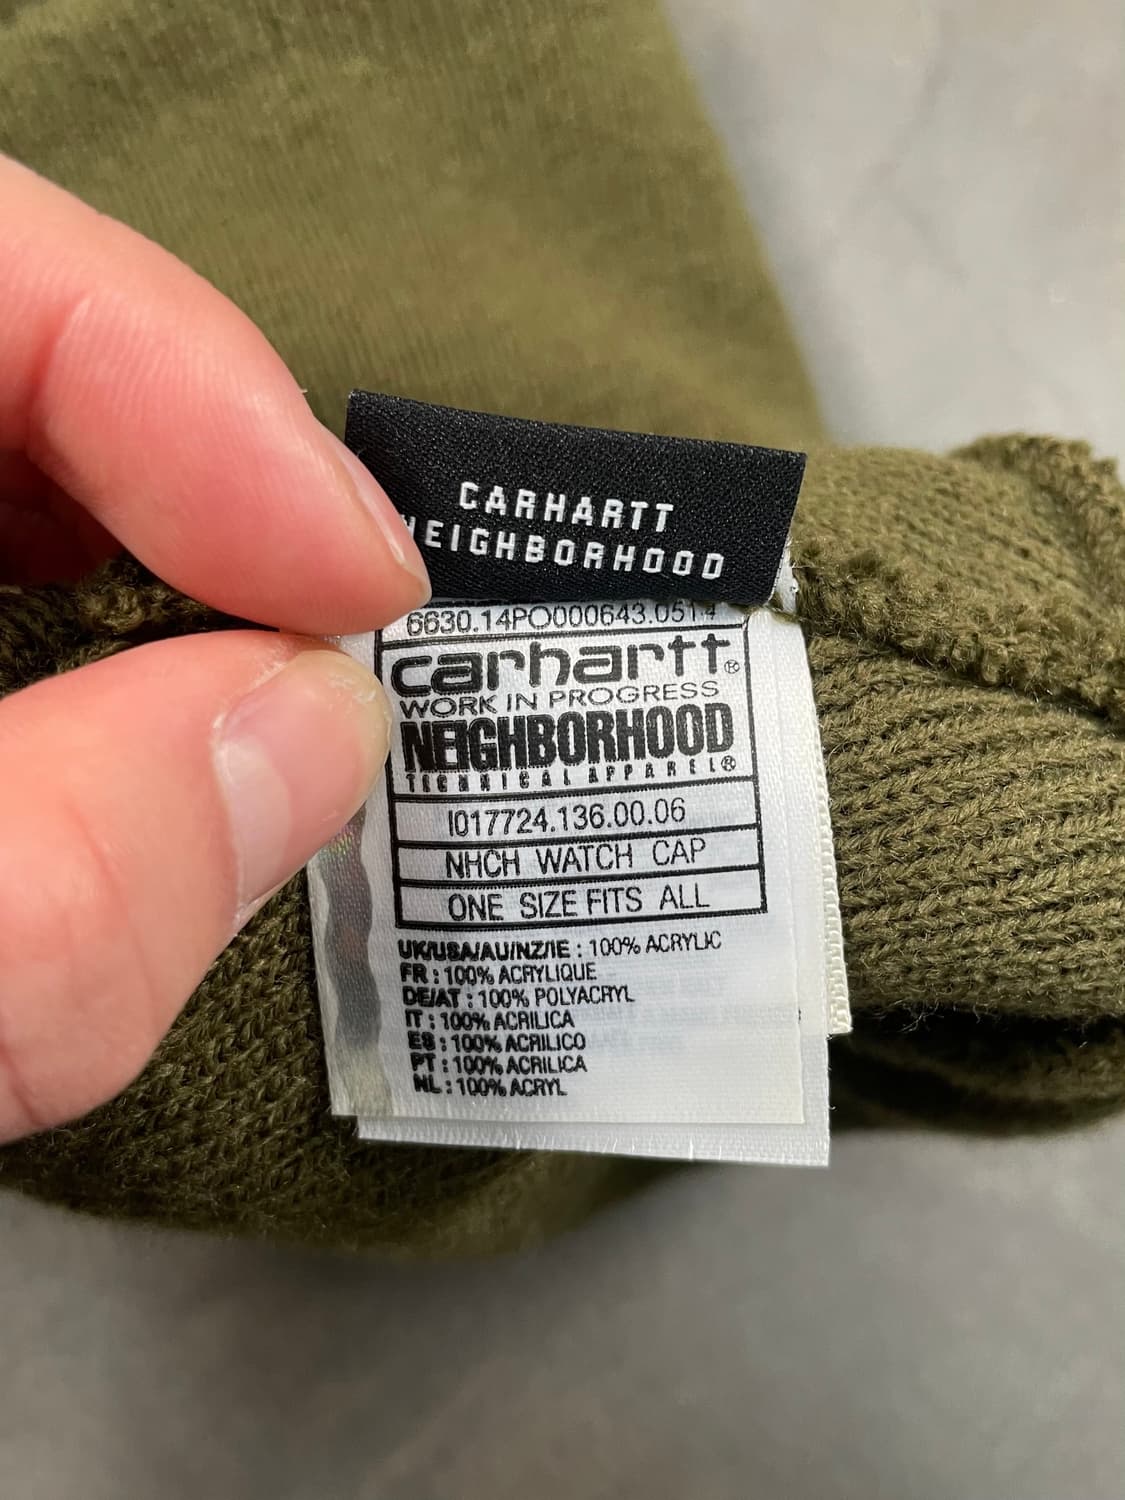 CARHARTT
NEIGHBORHOOD
6630.14PO000643.0514
carhartt®
WORK IN PROGRESS
NEIGHBORHOOD
TECHNICAL APPAREL®
I017724.136.00.06
NHCH WATCH CAP
ONE SIZE FITS ALL
UK/USA/AU/NZ/IE : 100% ACRYLIC
FR : 100% ACRYLIQUE
DE/AT : 100% POLYACRYL
IT : 100% ACRILICA
ES : 100% ACRILICO
PT : 100% ACRILICA
NL : 100% ACRYL